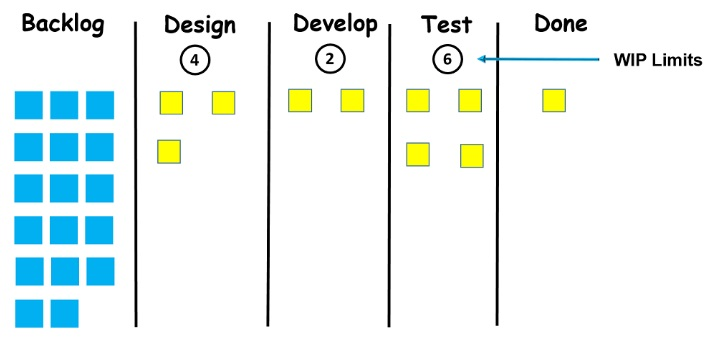 Backlog
Design
Develop
Test
Done
4
2
6
WIP Limits